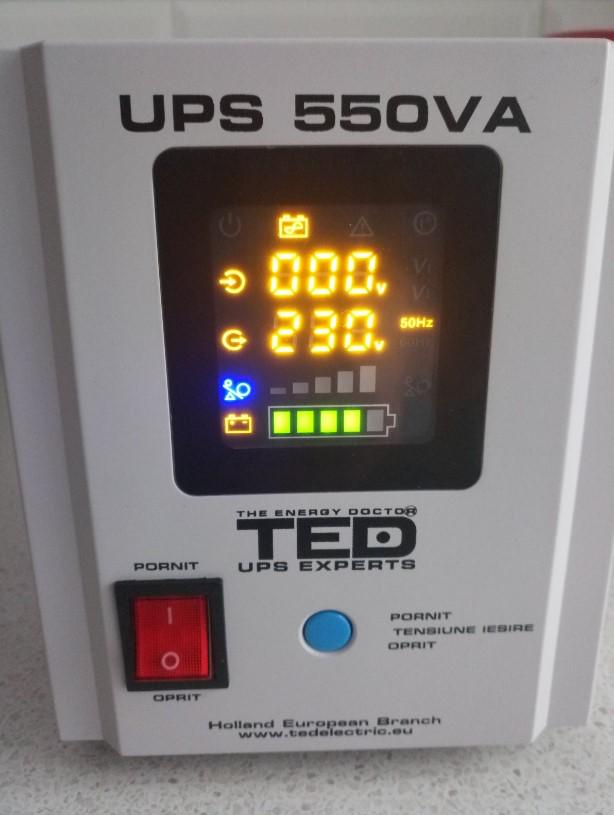 UPS 550VA
000v
230v 50Hz
THE ENERGY DOCTOR®
TED
UPS EXPERTS
PORNIT
I
O
OPRIT
PORNIT
TENSIUNE IESIRE
OPRIT
Holland European Branch
www.tedelectric.eu